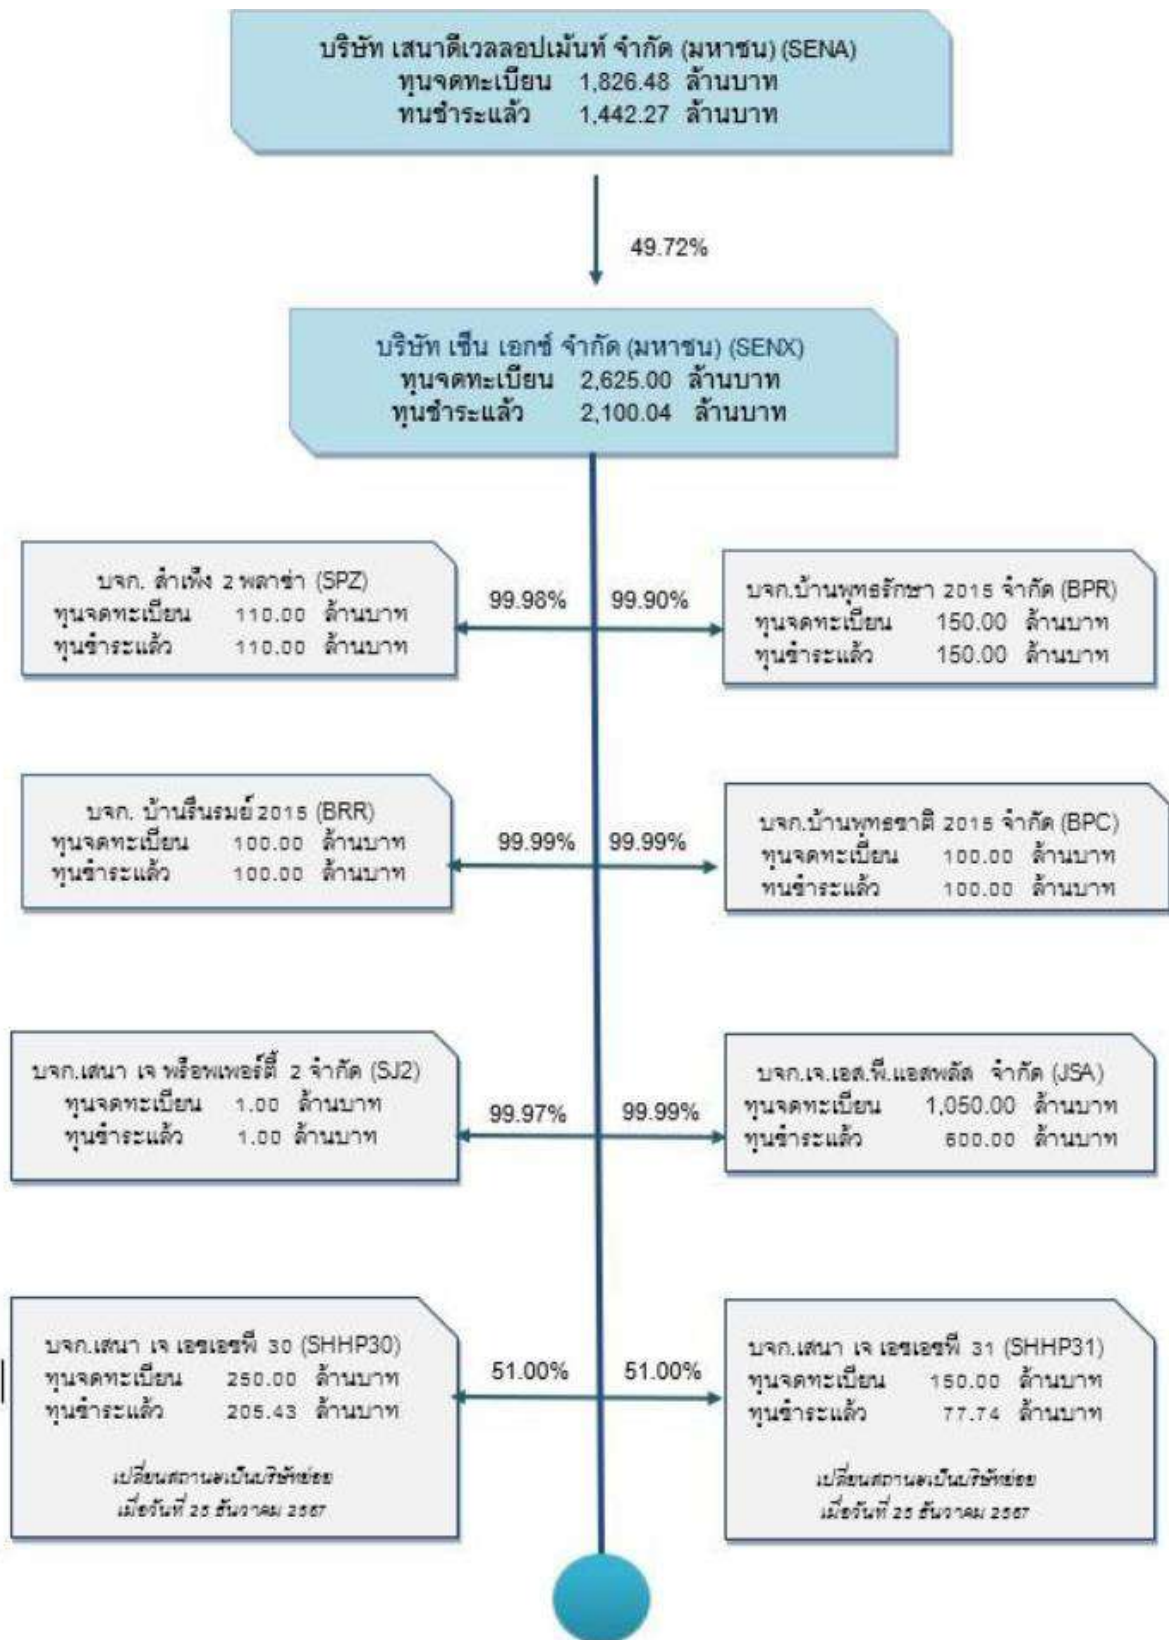 บริษัท เสนาดีเวลลอปเม้นท์ จำกัด (มหาชน) (SENA)
ทุนจดทะเบียน 1,826.48 ล้านบาท
ทนชำระแล้ว 1,442.27 ล้านบาท
49.72%
บริษัท เซ็น เอกซ์ จำกัด (มหาชน) (SENX)
ทุนจดทะเบียน 2,625.00 ล้านบาท
ทุนชำระแล้ว 2,100.04 ล้านบาท
บจก. สำเพ็ง 2 พลาซ่า (SPZ)
ทุนจดทะเบียน 110.00 ล้านบาท
ทุนชำระแล้ว 110.00 ล้านบาท
99.98% 99.90%
บจก.บ้านพุทธรักษา 2015 จำกัด (BPR)
ทุนจดทะเบียน 150.00 ล้านบาท
ทุนชำระแล้ว 150.00 ล้านบาท
บจก. บ้านรื่นรมย์ 2015 (BRR)
ทุนจดทะเบียน 100.00 ล้านบาท
ทุนชำระแล้ว 100.00 ล้านบาท
99.99% 99.99%
บจก.บ้านพุทธชาติ 2015 จำกัด (BPC)
ทุนจดทะเบียน 100.00 ล้านบาท
ทนชำระแล้ว 100.00 ล้านบาท
บจก.เสนา เจ พร็อพเพอร์ตี้ 2 จำกัด (SJ2)
ทุนจดทะเบียน 1.00 ล้านบาท
ทุนชำระแล้ว 1.00 ล้านบาท
99.97% 99.99%
บจก.เจ.เอส.พี.แอสพลัส จำกัด (JSA)
ทุนจดทะเบียน 1,050.00 ล้านบาท
ทุนชำระแล้ว 600.00 ล้านบาท
บจก.เสนา เจ เอชเอชพี 30 (SHHP30)
ทุนจดทะเบียน 250.00 ล้านบาท
ทุนชำระแล้ว 205.43 ล้านบาท
เปลี่ยนสถานะเป็นบริษัทย่อย
เมื่อวันที่ 25 ธันวาคม 2567
51.00% 51.00%
บจก.เสนา เจ เอชเอชพี 31 (SHHP31)
ทุนจดทะเบียน 150.00 ล้านบาท
ทุนชำระแล้ว 77.74 ล้านบาท
เปลี่ยนสถานะเป็นบริษัทย่อย
เมื่อวันที่ 25 ธันวาคม 2567